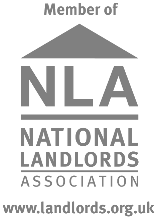 Member of
NLA
NATIONAL
LANDLORDS
ASSOCIATION
www.landlords.org.uk